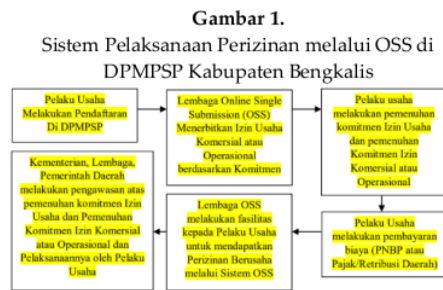 Gambar 1.
Sistem Pelaksanaan Perizinan melalui OSS di
DPMPSP Kabupaten Bengkalis
Pelaku Usaha
Melakukan Pendaftaran
Di DPMPSP
Lembaga Online Single
Submission (OSS)
Menerbitkan Izin Usaha
Komersial atau
Operasional
berdasarkan Komitmen
Pelaku usaha
melakukan pemenuhan
komitmen Izin Usaha
dan pemenuhan
Komitmen Izin
Komersial atau
Operasional
Pelaku Usaha
melakukan pembayaran
biaya (PNBP atau
Pajak/Retribusi Daerah)
Lembaga OSS
melakukan fasilitas
kepada Pelaku Usaha
untuk mendapatkan
Perizinan Berusaha
melalui Sistem OSS
Kementerian, Lembaga,
Pemerintah Daerah
melakukan pengawasan atas
pemenuhan komitmen Izin
Usaha dan Pemenuhan
Komitmen Izin Komersial
atau Operasional dan
Pelaksanaannya oleh Pelaku
Usaha